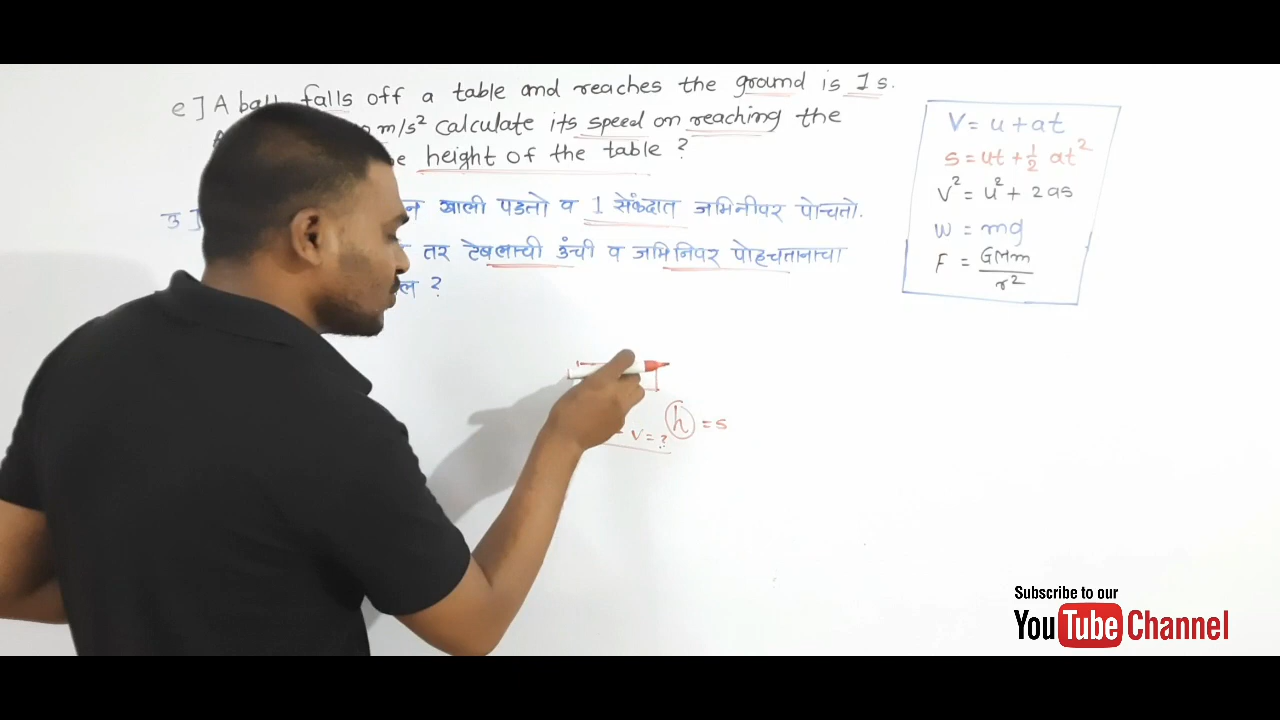 e] A ball falls off a table and reaches the ground is 1 s.
m/s² calculate its speed on reaching the
height of the table ?
खाली पडतो व 1 सेकंदात जमिनीवर पोचतो.
तर टेबलाची उंची व जमिनिवर पोहचतानाचा
?
V = u + at
s = ut + 1/2 at²
V² = u² + 2as
W = mg
F = GMm/r²
h = s
V = ?
Subscribe to our
YouTube Channel